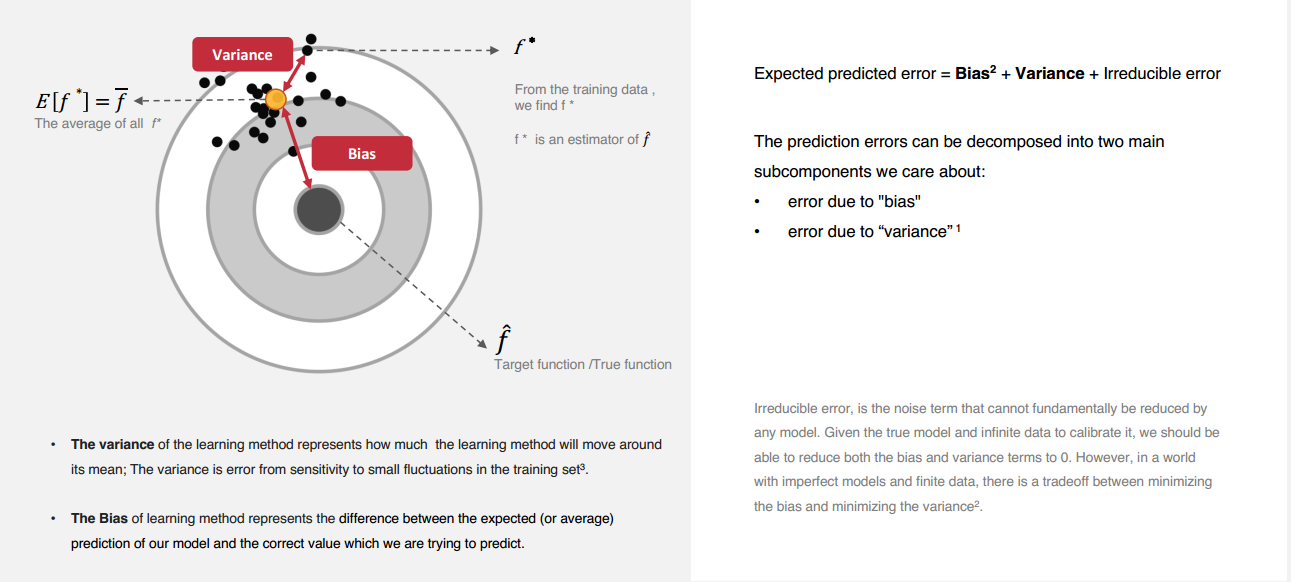 Variance
f *
E[f *] = f̅
The average of all f*
From the training data ,
we find f *
f * is an estimator of f̂
Bias
f̂
Target function /True function
• The variance of the learning method represents how much the learning method will move around
its mean; The variance is error from sensitivity to small fluctuations in the training set³.
• The Bias of learning method represents the difference between the expected (or average)
prediction of our model and the correct value which we are trying to predict.
Expected predicted error = Bias² + Variance + Irreducible error
The prediction errors can be decomposed into two main
subcomponents we care about:
• error due to "bias"
• error due to “variance” ¹
Irreducible error, is the noise term that cannot fundamentally be reduced by
any model. Given the true model and infinite data to calibrate it, we should be
able to reduce both the bias and variance terms to 0. However, in a world
with imperfect models and finite data, there is a tradeoff between minimizing
the bias and minimizing the variance².